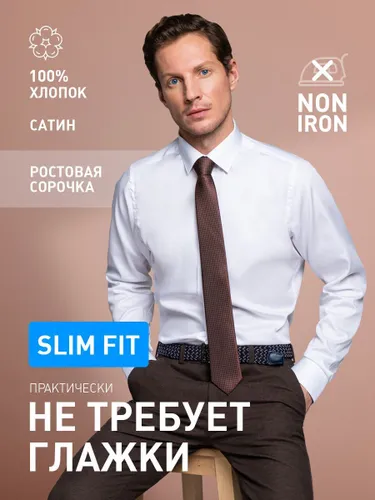 100%
ХЛОПОК
САТИН
РОСТОВАЯ
СОРОЧКА
NON
IRON
SLIM FIT
ПРАКТИЧЕСКИ
НЕ ТРЕБУЕТ
ГЛАЖКИ